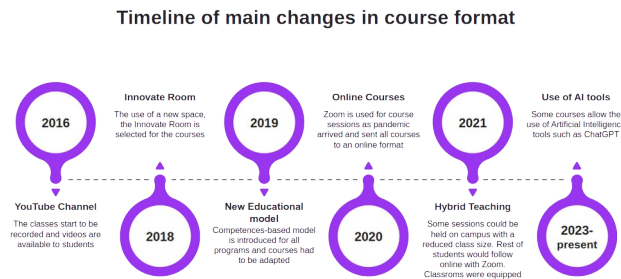 Timeline of main changes in course format
2016
YouTube Channel
The classes start to be
recorded and videos are
available to students
Innovate Room
The use of a new space,
the Innovate Room is
selected for the courses
2018
2019
New Educational
model
Competences-based model
is introduced for all
programs and courses had
to be adapted
Online Courses
Zoom is used for course
sessions as pandemic
arrived and sent all courses
to an online format
2020
2021
Hybrid Teaching
Some sessions could be
held on campus with a
reduced class size. Rest of
students would follow
online with Zoom.
Classroms were equipped
Use of AI tools
Some courses allow the
use of Artificial Intelligenc
tools such as ChatGPT
2023-
present